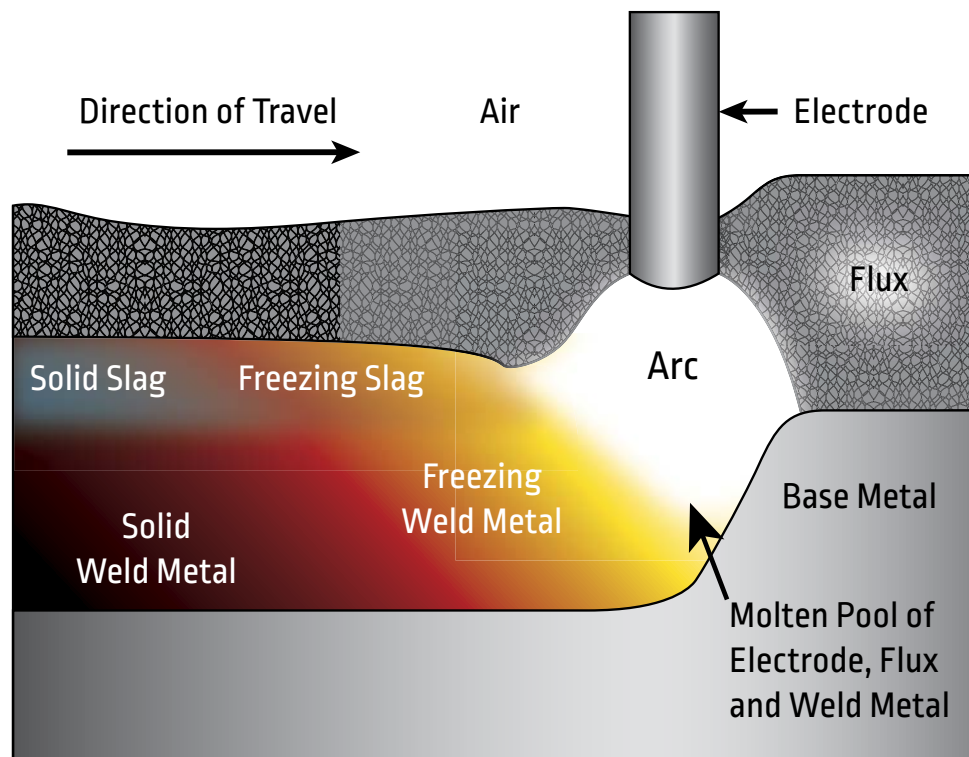 Direction of Travel
Air
Electrode
Flux
Arc
Solid Slag
Freezing Slag
Freezing
Weld Metal
Base Metal
Solid
Weld Metal
Molten Pool of
Electrode, Flux
and Weld Metal